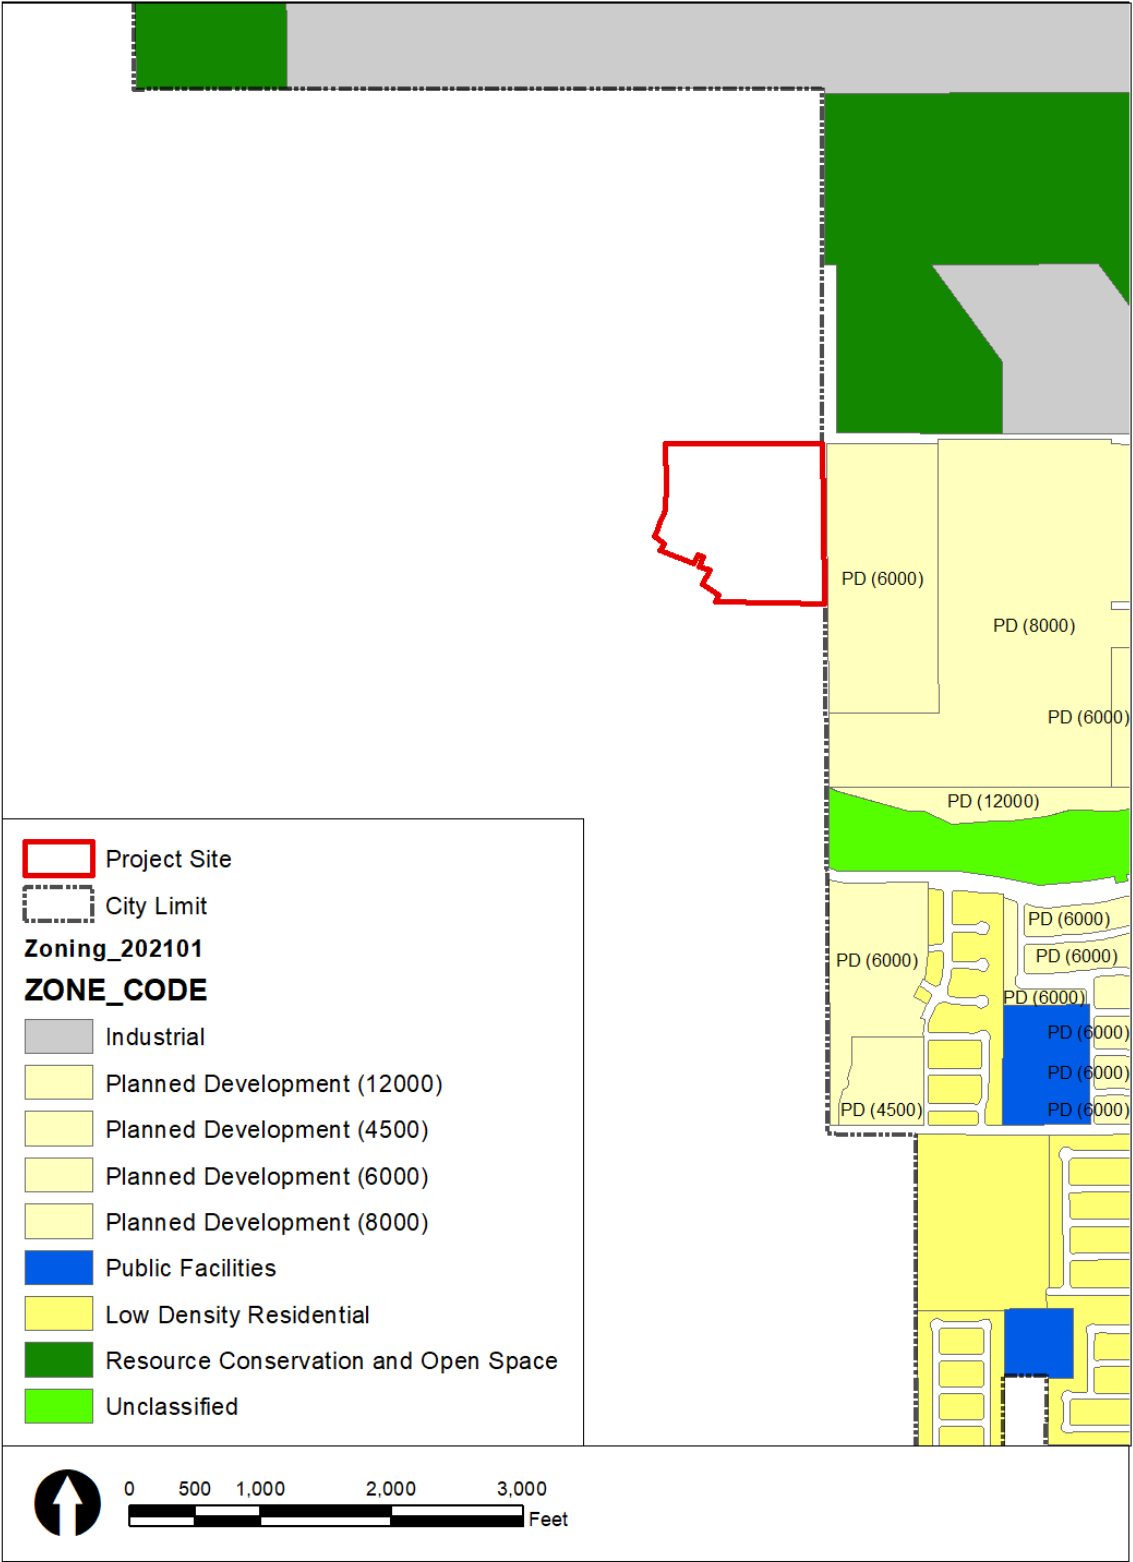 PD (6000)
PD (8000)
PD (6000)
PD (12000)
PD (6000)
PD (6000)
PD (6000)
PD (6000)
PD (6000)
PD (6000)
PD (4500)
PD (6000)
Project Site
City Limit
Zoning_202101
ZONE_CODE
Industrial
Planned Development (12000)
Planned Development (4500)
Planned Development (6000)
Planned Development (8000)
Public Facilities
Low Density Residential
Resource Conservation and Open Space
Unclassified
0 500 1,000 2,000 3,000
Feet